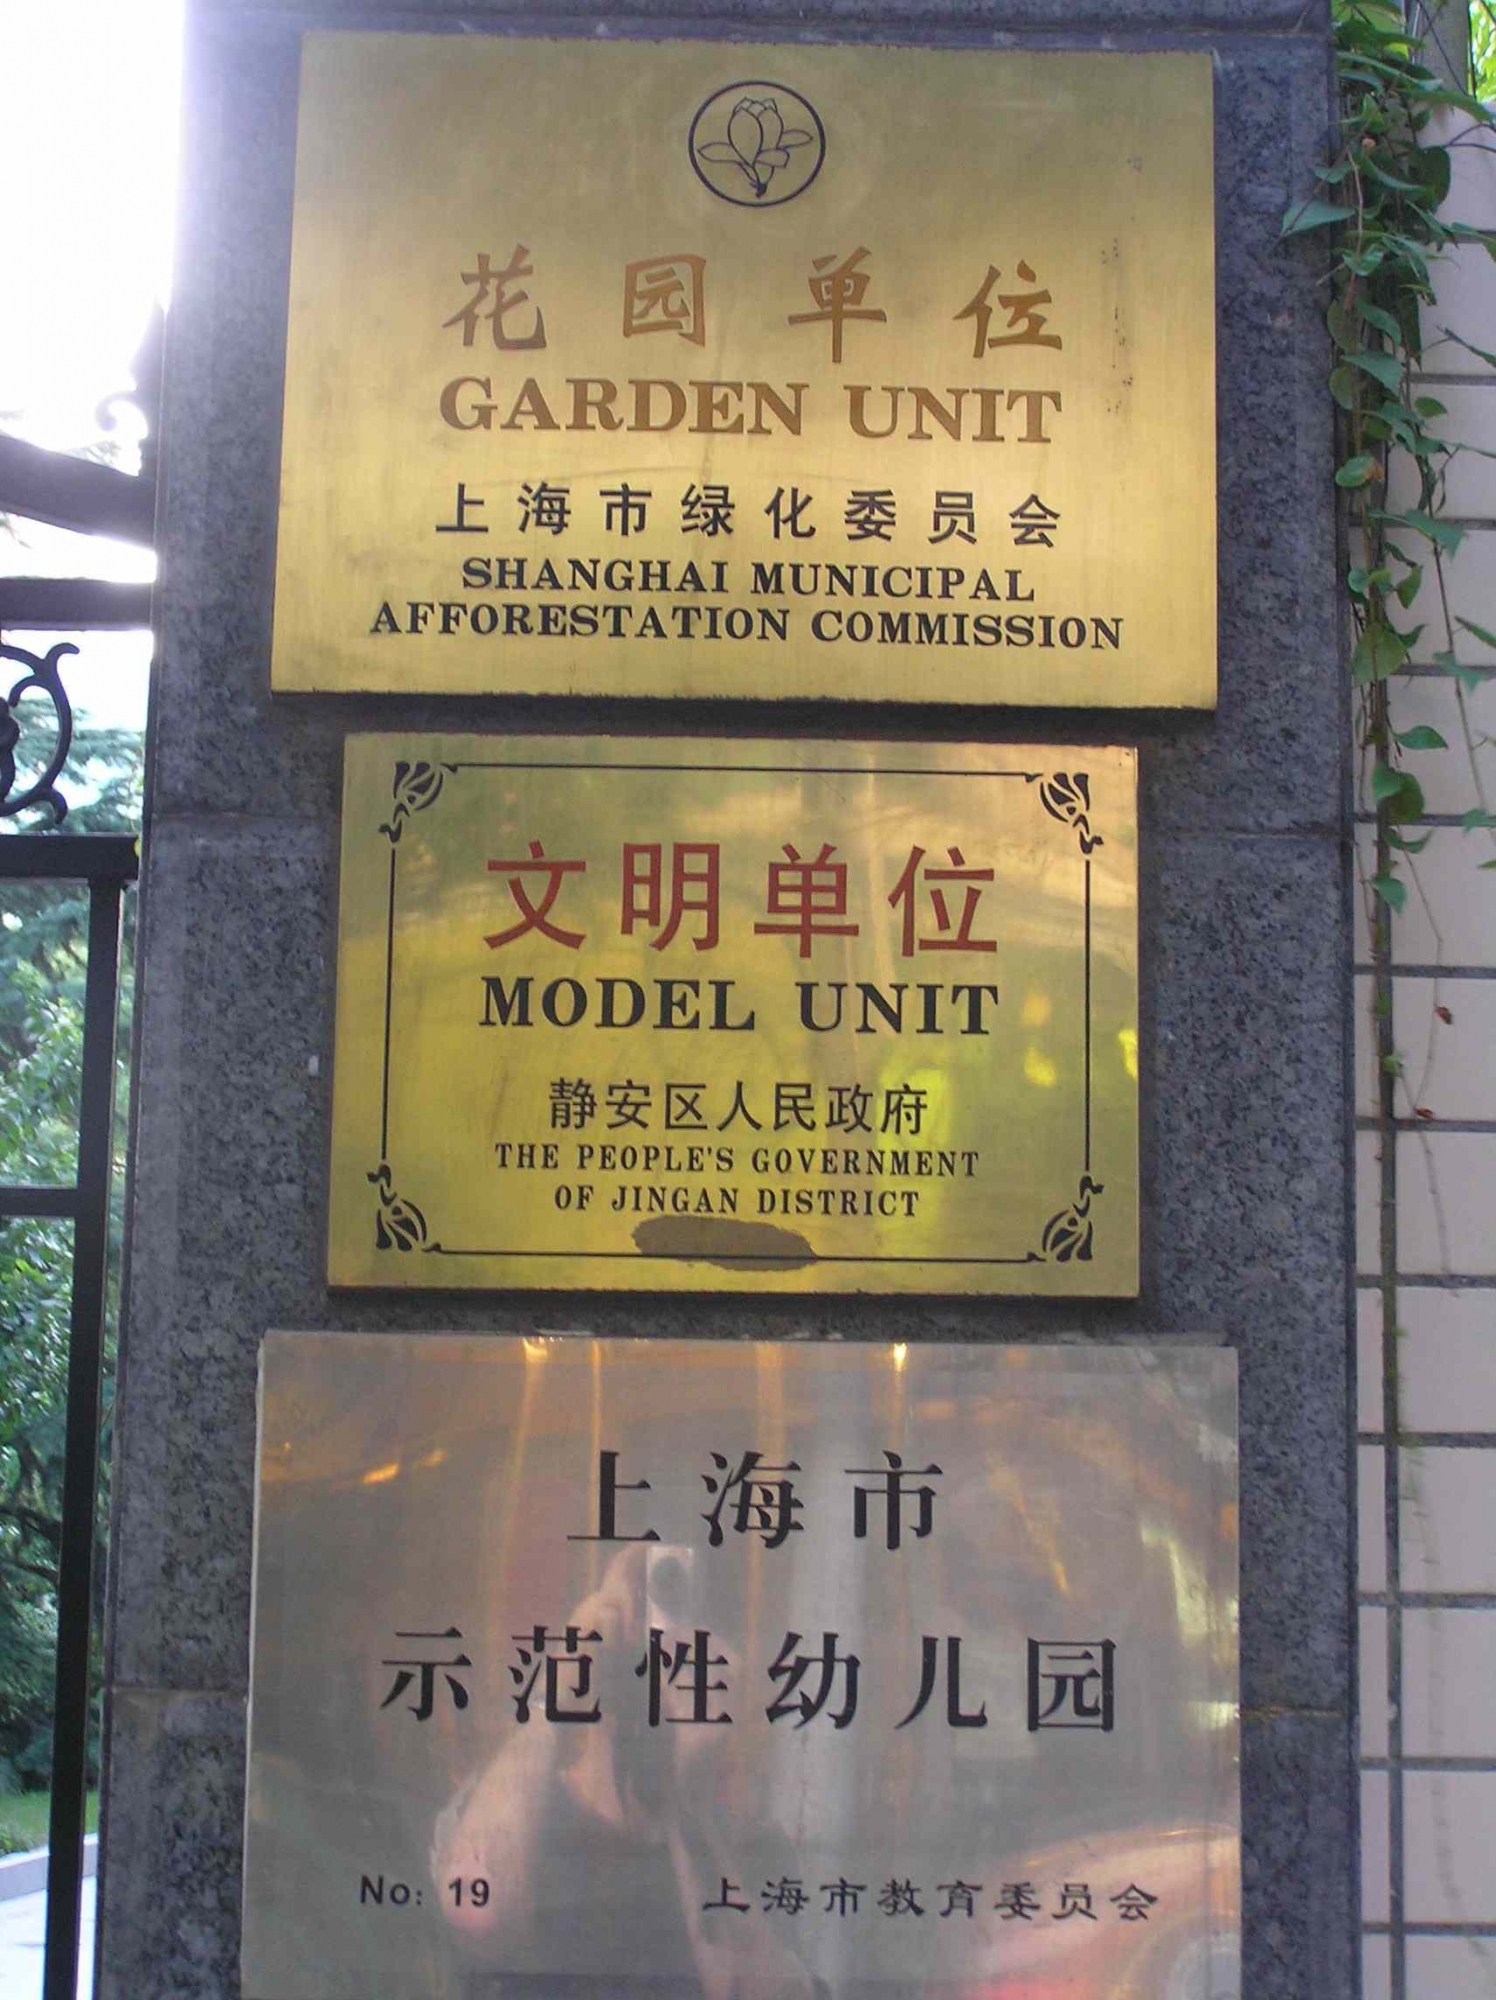 花园单位
GARDEN UNIT
上海市绿化委员会
SHANGHAI MUNICIPAL
AFFORESTATION COMMISSION
文明单位
MODEL UNIT
静安区人民政府
THE PEOPLE'S GOVERNMENT
OF JINGAN DISTRICT
上海市
示范性幼儿园
No: 19 上海市教育委员会